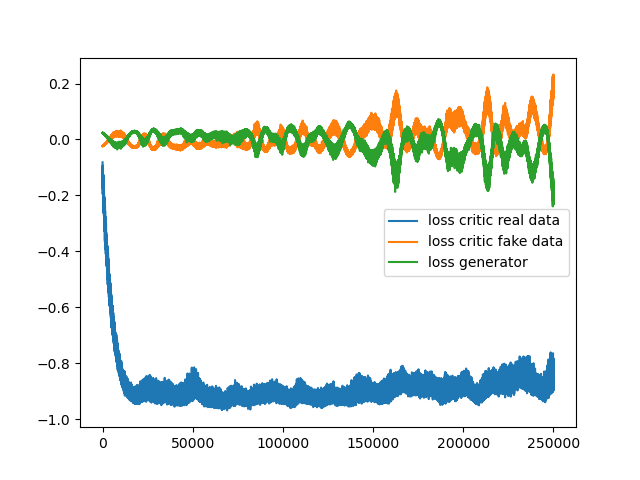 0.2
0.0
−0.2
−0.4
−0.6
−0.8
−1.0
loss critic real data
loss critic fake data
loss generator
0 50000 100000 150000 200000 250000